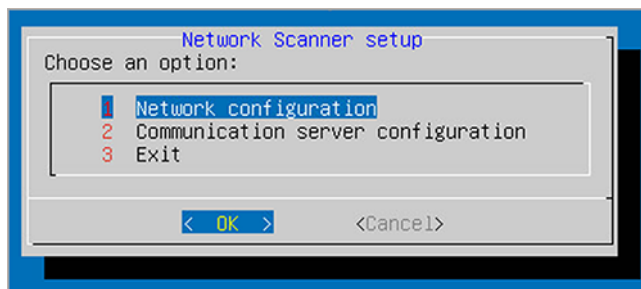 Network Scanner setup
Choose an option:
1 Network configuration
2 Communication server configuration
3 Exit
< OK > <Cancel>